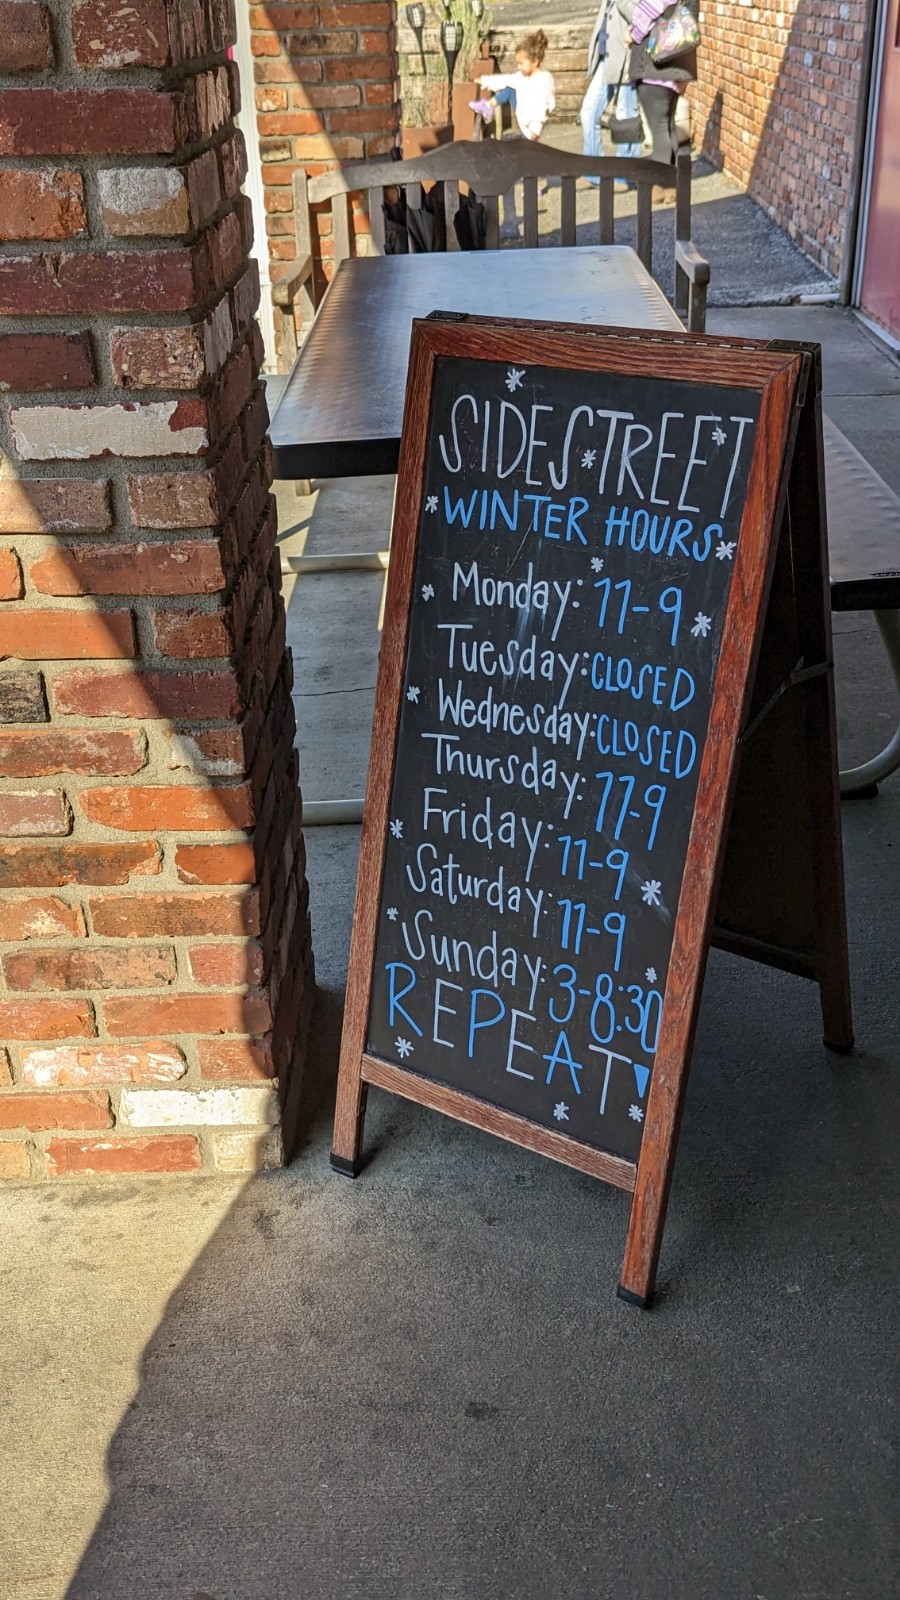 SIDESTREET
WINTER HOURS
Monday: 11-9
Tuesday: CLOSED
Wednesday: CLOSED
Thursday: 11-9
Friday: 11-9
Saturday: 11-9
Sunday: 3-8:30
REPEAT!